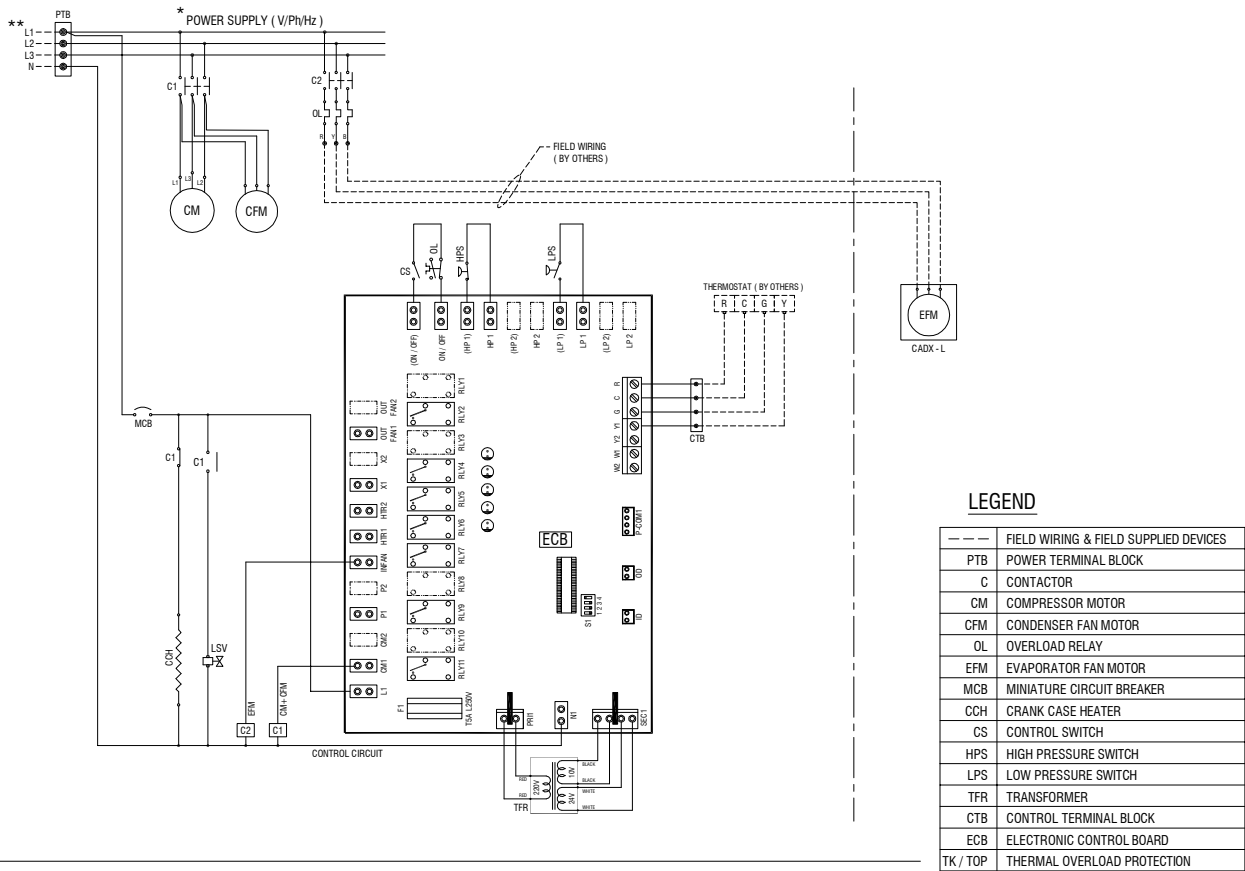 PTB
*
POWER SUPPLY ( V/Ph/Hz )
**
L1
L2
L3
N
C1
C2
OL
R Y B
FIELD WIRING
( BY OTHERS )
L1 L3 L2
CM
CFM
CS
OL
HPS
LPS
THERMOSTAT ( BY OTHERS )
R C G Y
EFM
CADX - L
(ON / OFF)
ON / OFF
(HP 1)
HP 1
(HP 2)
HP 2
(LP 1)
LP 1
(LP 2)
LP 2
MCB
C1
C1
OUT FAN2
OUT FAN1
X2
X1
HTR2
HTR1
INFAN
P2
P1
CM2
CM1
L1
RLY1
RLY2
RLY3
RLY4
RLY5
RLY6
RLY7
RLY8
RLY9
RLY10
RLY11
R
C
G
Y1
Y2
W1
W2
CTB
P-COM1
OD
ID
ECB
S1
1 2 3 4
CCH
LSV
EFM
CM+CFM
C2
C1
F1
T5A L250V
PRI1
N1
SEC1
CONTROL CIRCUIT
RED
RED
220V
10V
24V
BLACK
BLACK
WHITE
WHITE
TFR
LEGEND
FIELD WIRING & FIELD SUPPLIED DEVICES
PTB POWER TERMINAL BLOCK
C CONTACTOR
CM COMPRESSOR MOTOR
CFM CONDENSER FAN MOTOR
OL OVERLOAD RELAY
EFM EVAPORATOR FAN MOTOR
MCB MINIATURE CIRCUIT BREAKER
CCH CRANK CASE HEATER
CS CONTROL SWITCH
HPS HIGH PRESSURE SWITCH
LPS LOW PRESSURE SWITCH
TFR TRANSFORMER
CTB CONTROL TERMINAL BLOCK
ECB ELECTRONIC CONTROL BOARD
TK / TOP THERMAL OVERLOAD PROTECTION